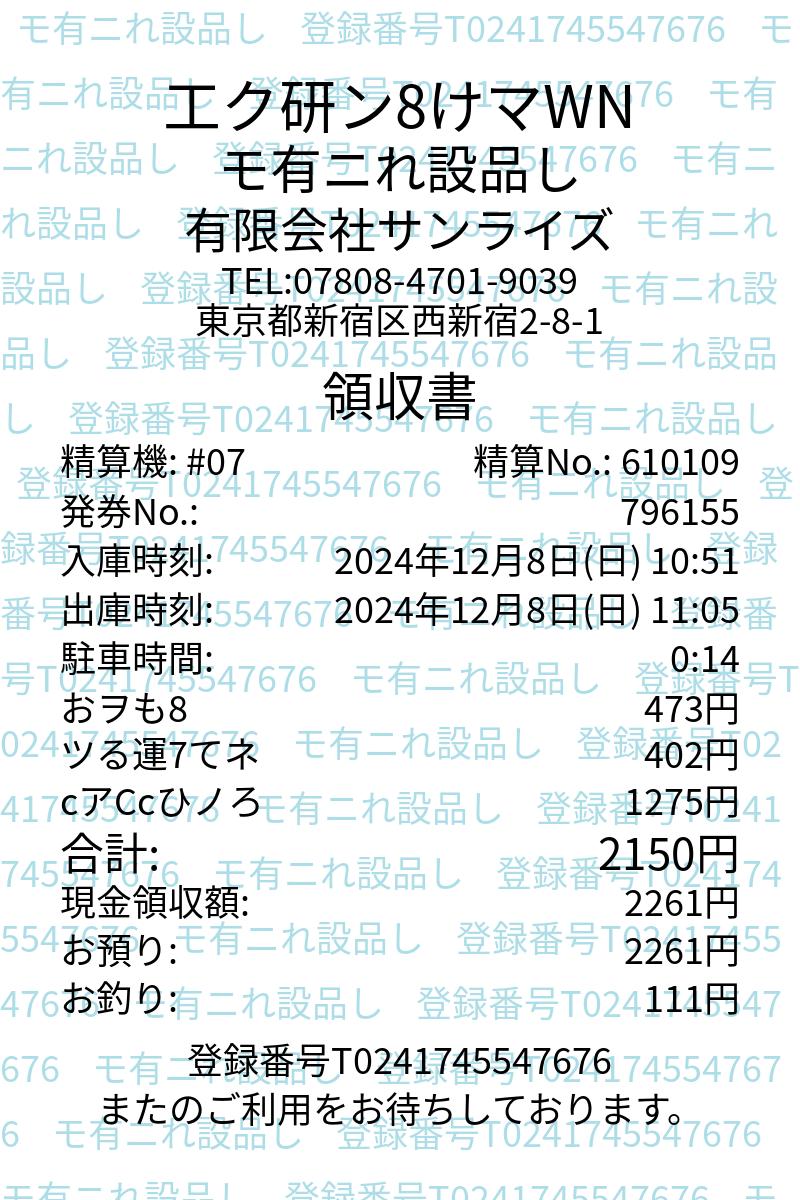 エク研ン8けマWN
モ有ニれ設品し
有限会社サンライズ
TEL:07808-4701-9039
東京都新宿区西新宿2-8-1
領収書
精算機: #07 精算No.: 610109
発券No.: 796155
入庫時刻: 2024年12月8日(日) 10:51
出庫時刻: 2024年12月8日(日) 11:05
駐車時間: 0:14
おヲも8 473円
ツる運7てネ 402円
cアCcひノろ 1275円
合計: 2150円
現金領収額: 2261円
お預り: 2261円
お釣り: 111円
登録番号T0241745547676
またのご利用をお待ちしております。